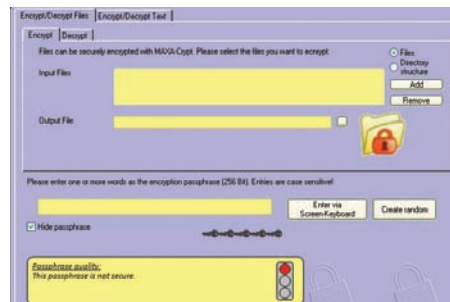 Encrypt/Decrypt Files Encrypt/Decrypt Text
Encrypt Decrypt
Files can be securely encrypted with MAXA-Crypt. Please select the files you want to ecnrypt.
Files
Directory structure
Input Files
Add
Remove
Output File
Please enter one or more words as the encryption passphrase (256 Bit). Entries are case sensitive!
Enter via Screen-Keyboard
Create random
Hide passphrase
Passphrase quality:
This passphrase is not secure.